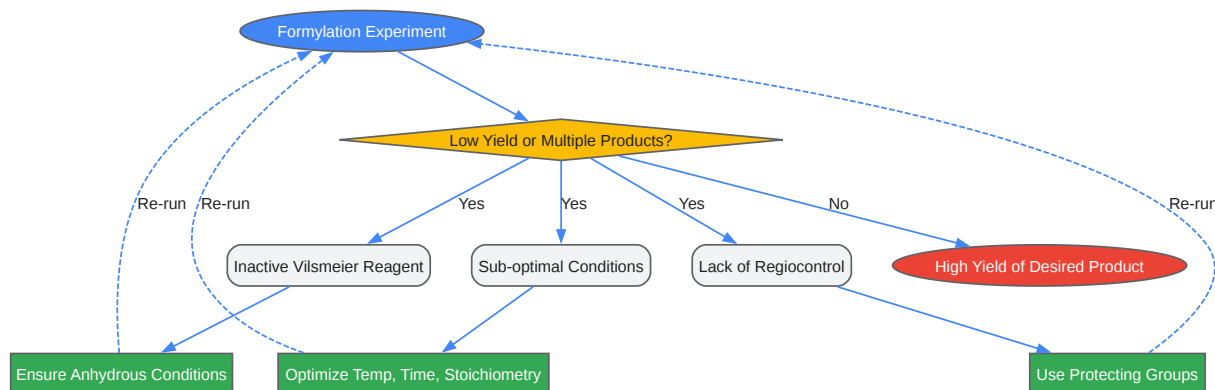 Formylation Experiment
Low Yield or Multiple Products?
Re-run
Re-run
Yes
Yes
Yes
No
Re-run
Inactive Vilsmeier Reagent
Sub-optimal Conditions
Lack of Regiocontrol
High Yield of Desired Product
Ensure Anhydrous Conditions
Optimize Temp, Time, Stoichiometry
Use Protecting Groups